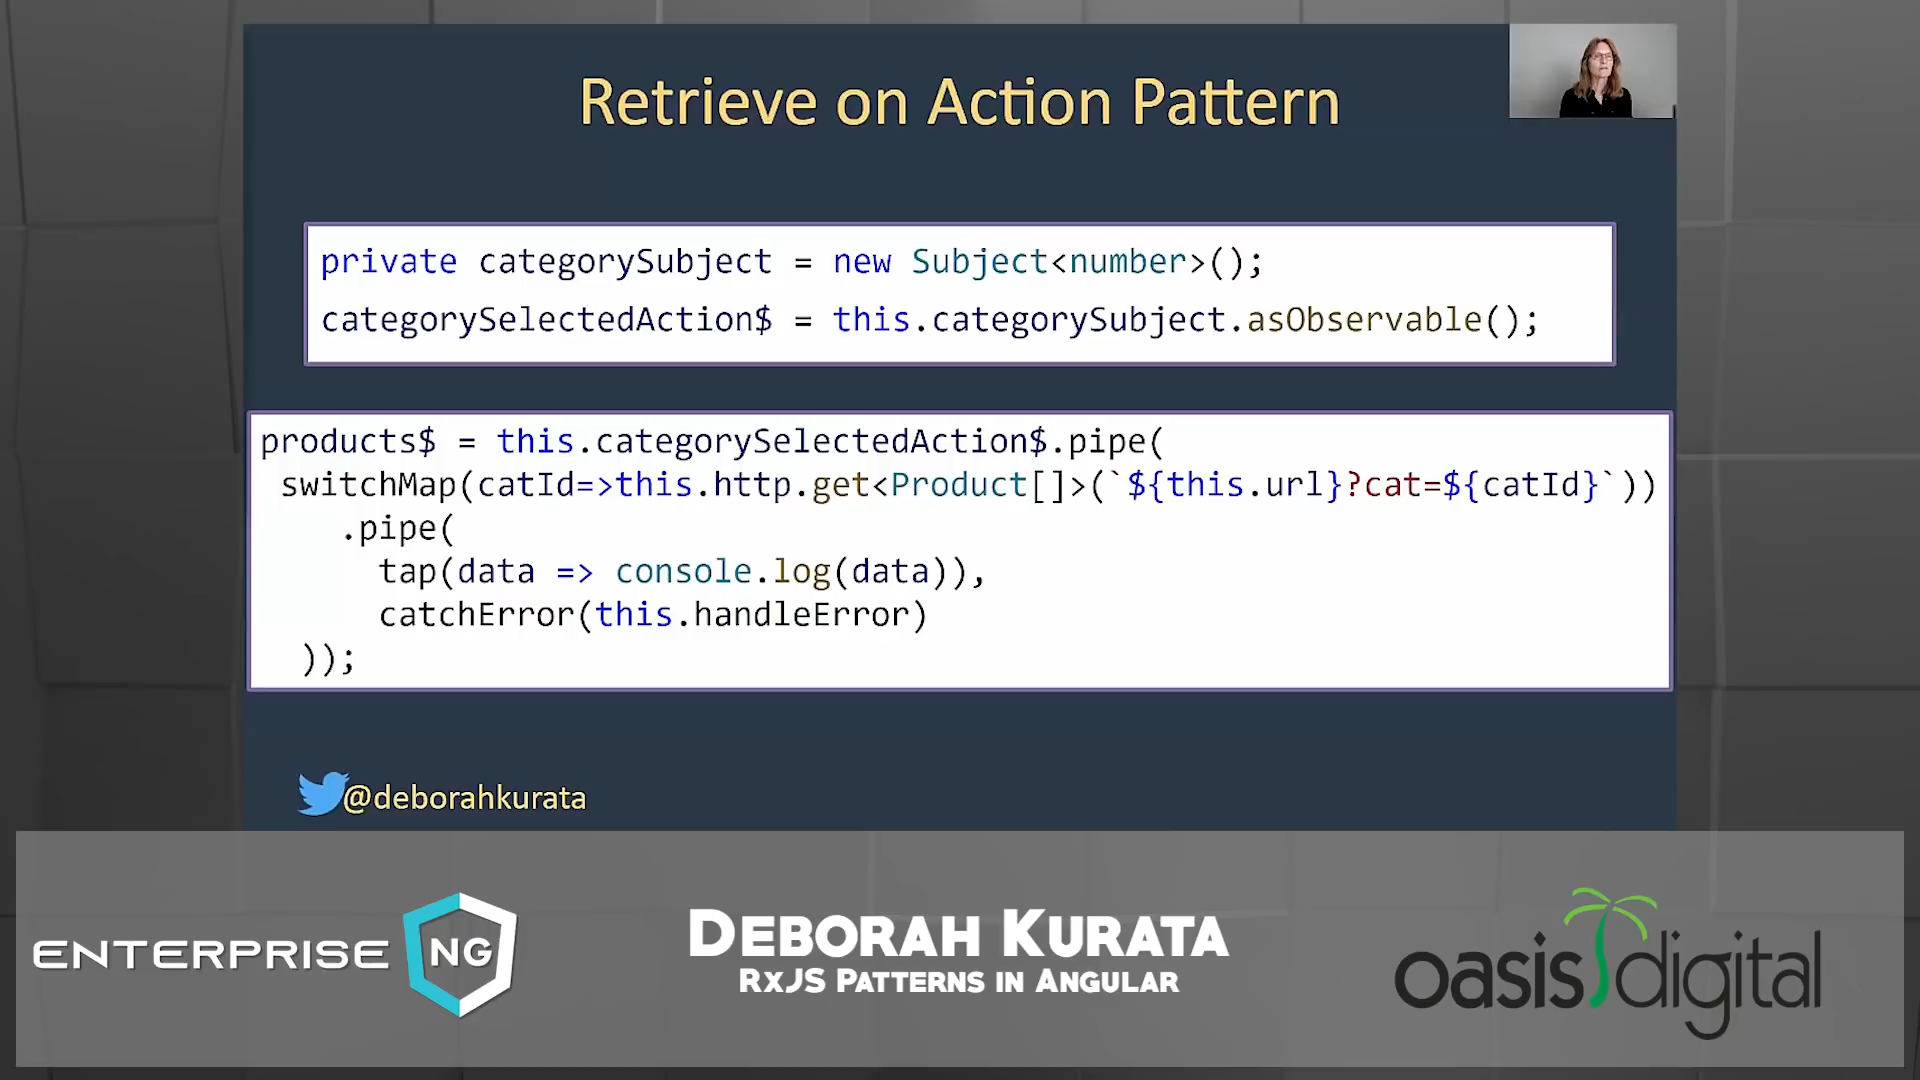 Retrieve on Action Pattern
private categorySubject = new Subject<number>();
categorySelectedAction$ = this.categorySubject.asObservable();
products$ = this.categorySelectedAction$.pipe(
switchMap(catId=>this.http.get<Product[]>(`${this.url}?cat=${catId}`))
.pipe(
tap(data => console.log(data)),
catchError(this.handleError)
));
@deborahkurata
ENTERPRISE NG
DEBORAH KURATA
RXJS PATTERNS IN ANGULAR
oasis digital